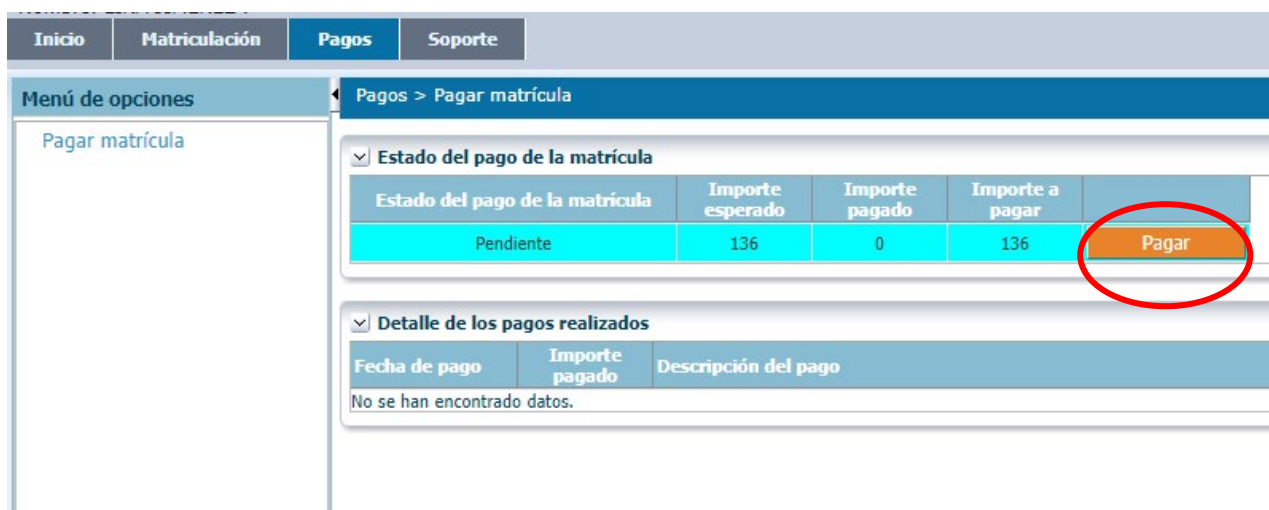 Inicio Matriculación Pagos Soporte
Menú de opciones
Pagar matrícula
Pagos > Pagar matrícula
Estado del pago de la matrícula
Estado del pago de la matrícula Importe esperado Importe pagado Importe a pagar
Pendiente 136 0 136 Pagar
Detalle de los pagos realizados
Fecha de pago Importe pagado Descripción del pago
No se han encontrado datos.